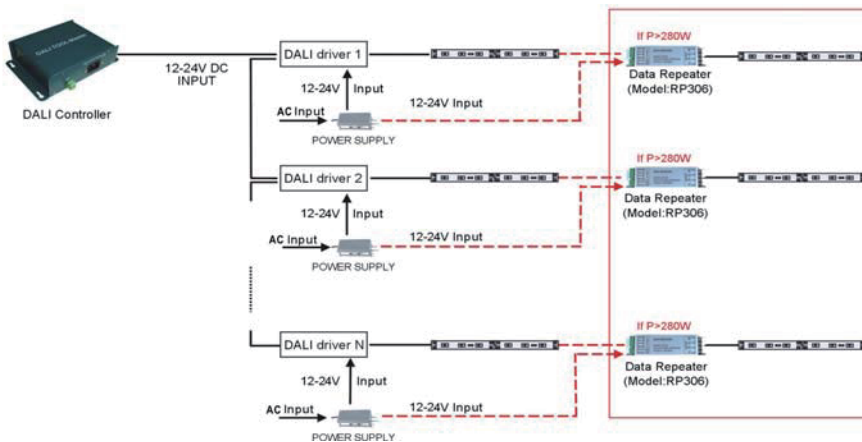 If P>280W
DALI driver 1
12-24V DC
INPUT
DALI Controller
12-24V Input
AC Input
12-24V Input
POWER SUPPLY
Data Repeater
(Model:RP306)
If P>280W
DALI driver 2
12-24V Input
AC Input
12-24V Input
POWER SUPPLY
Data Repeater
(Model:RP306)
If P>280W
DALI driver N
12-24V Input
AC Input
12-24V Input
POWER SUPPLY
Data Repeater
(Model:RP306)